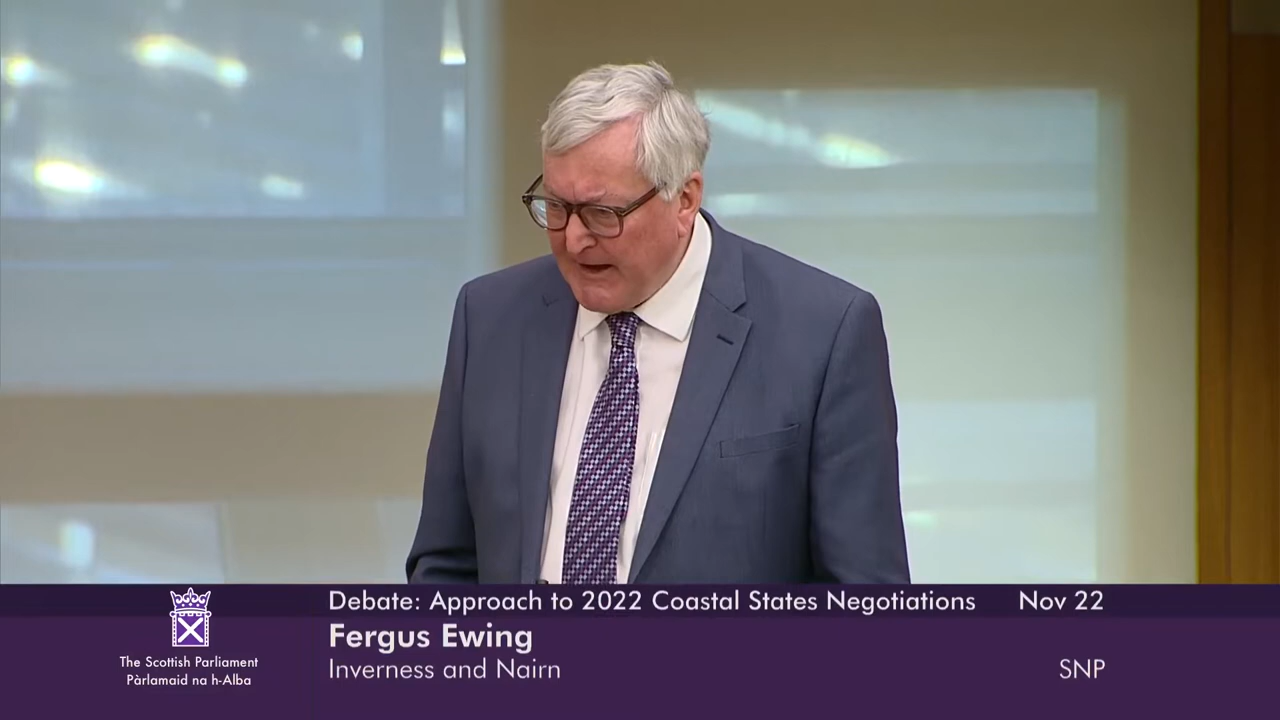 Debate: Approach to 2022 Coastal States Negotiations Nov 22
Fergus Ewing
Inverness and Nairn SNP
The Scottish Parliament
Pàrlamaid na h-Alba